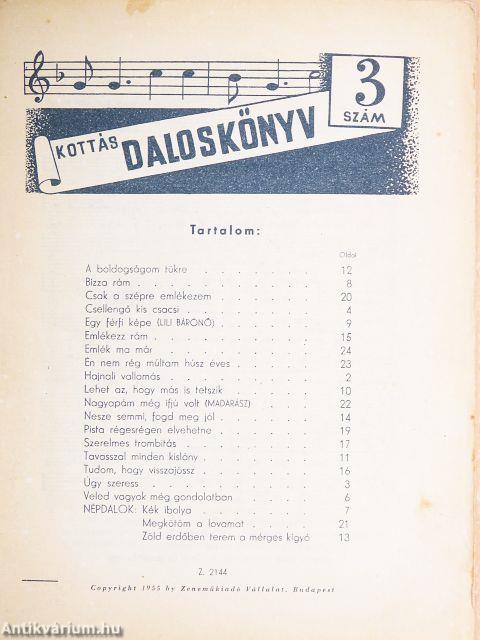 3
SZÁM
KOTTÁS DALOSKÖNYV
Tartalom:
Oldal
A boldogságom tükre . . . . . . . 12
Bízza rám . . . . . . . . . . 8
Csak a szépre emlékezem . . . . . . 20
Csellengő kis csacsi . . . . . . . 4
Egy férfi képe (LILI BÁRÓNŐ) . . . . . 9
Emlékezz rám . . . . . . . . . 15
Emlék ma már . . . . . . . . . 24
Én nem rég múltam húsz éves . . . . . 23
Hajnali vallomás . . . . . . . . 2
Lehet az, hogy más is tetszik . . . . . 10
Nagyapám még ifjú volt (MADARÁSZ) . . . 22
Nesze semmi, fogd meg jól . . . . . . 14
Pista régesrégen elvehetne . . . . . . 19
Szerelmes trombitás . . . . . . . 17
Tavasszal minden kislány . . . . . . 11
Tudom, hogy visszajössz . . . . . . 16
Úgy szeress . . . . . . . . . 3
Veled vagyok még gondolatban . . . . . 6
NÉPDALOK: Kék ibolya . . . . . . 7
Megkötöm a lovamat . . . . 21
Zöld erdőben terem a mérges kígyó 13
Z. 2144
Copyright 1955 by Zeneműkiadó Vállalat, Budapest
Antikvárium.hu